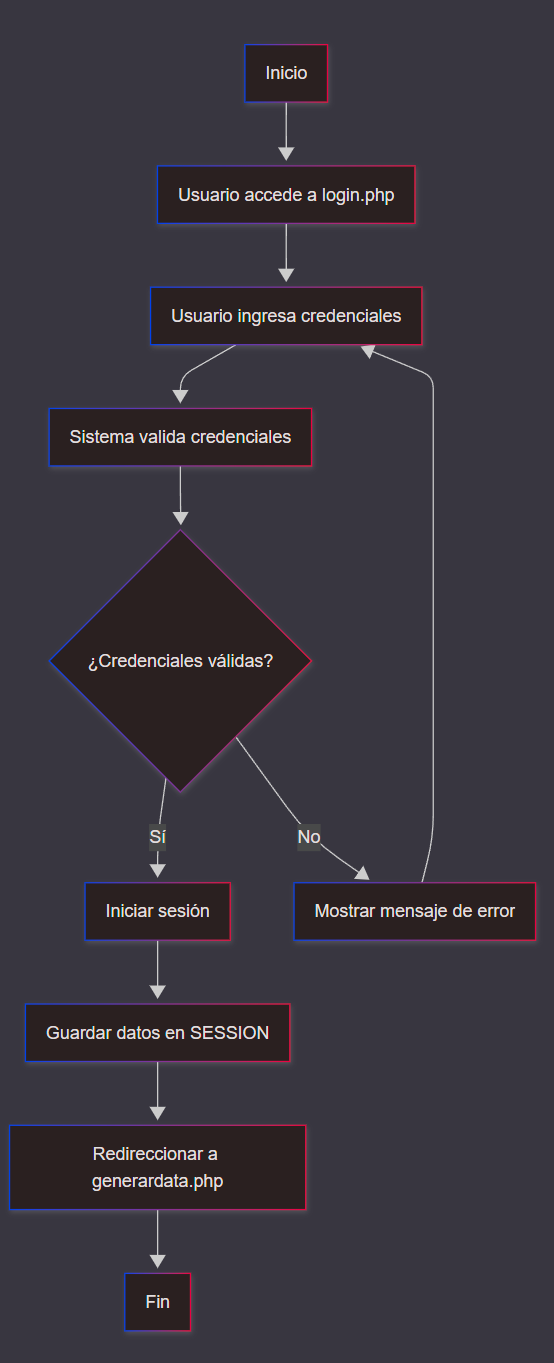 Inicio
Usuario accede a login.php
Usuario ingresa credenciales
Sistema valida credenciales
¿Credenciales válidas?
Sí
No
Iniciar sesión
Mostrar mensaje de error
Guardar datos en SESSION
Redireccionar a
generardata.php
Fin